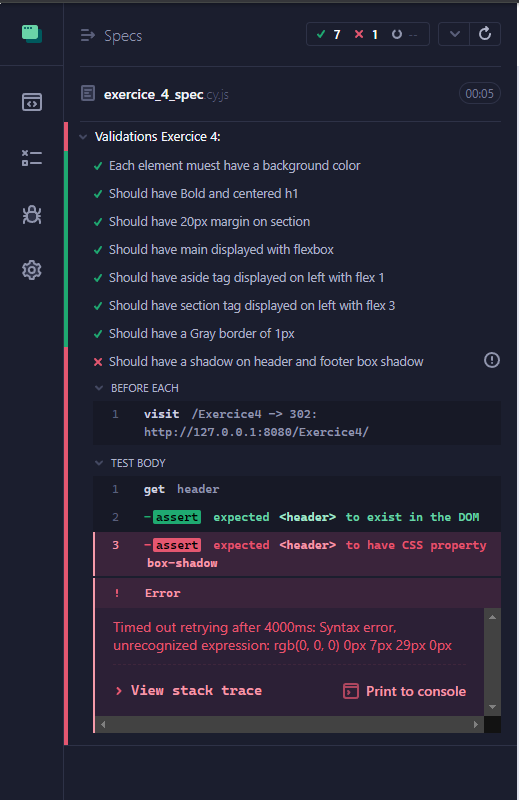 Specs
7 1 --
exercice_4_spec.cy.js 00:05
Validations Exercice 4:
Each element muest have a background color
Should have Bold and centered h1
Should have 20px margin on section
Should have main displayed with flexbox
Should have aside tag displayed on left with flex 1
Should have section tag displayed on left with flex 3
Should have a Gray border of 1px
Should have a shadow on header and footer box shadow
BEFORE EACH
1 visit /Exercice4 -> 302:
http://127.0.0.1:8080/Exercice4/
TEST BODY
1 get header
2 -assert expected <header> to exist in the DOM
3 -assert expected <header> to have CSS property
box-shadow
! Error
Timed out retrying after 4000ms: Syntax error,
unrecognized expression: rgb(0, 0, 0) 0px 7px 29px 0px
> View stack trace Print to console